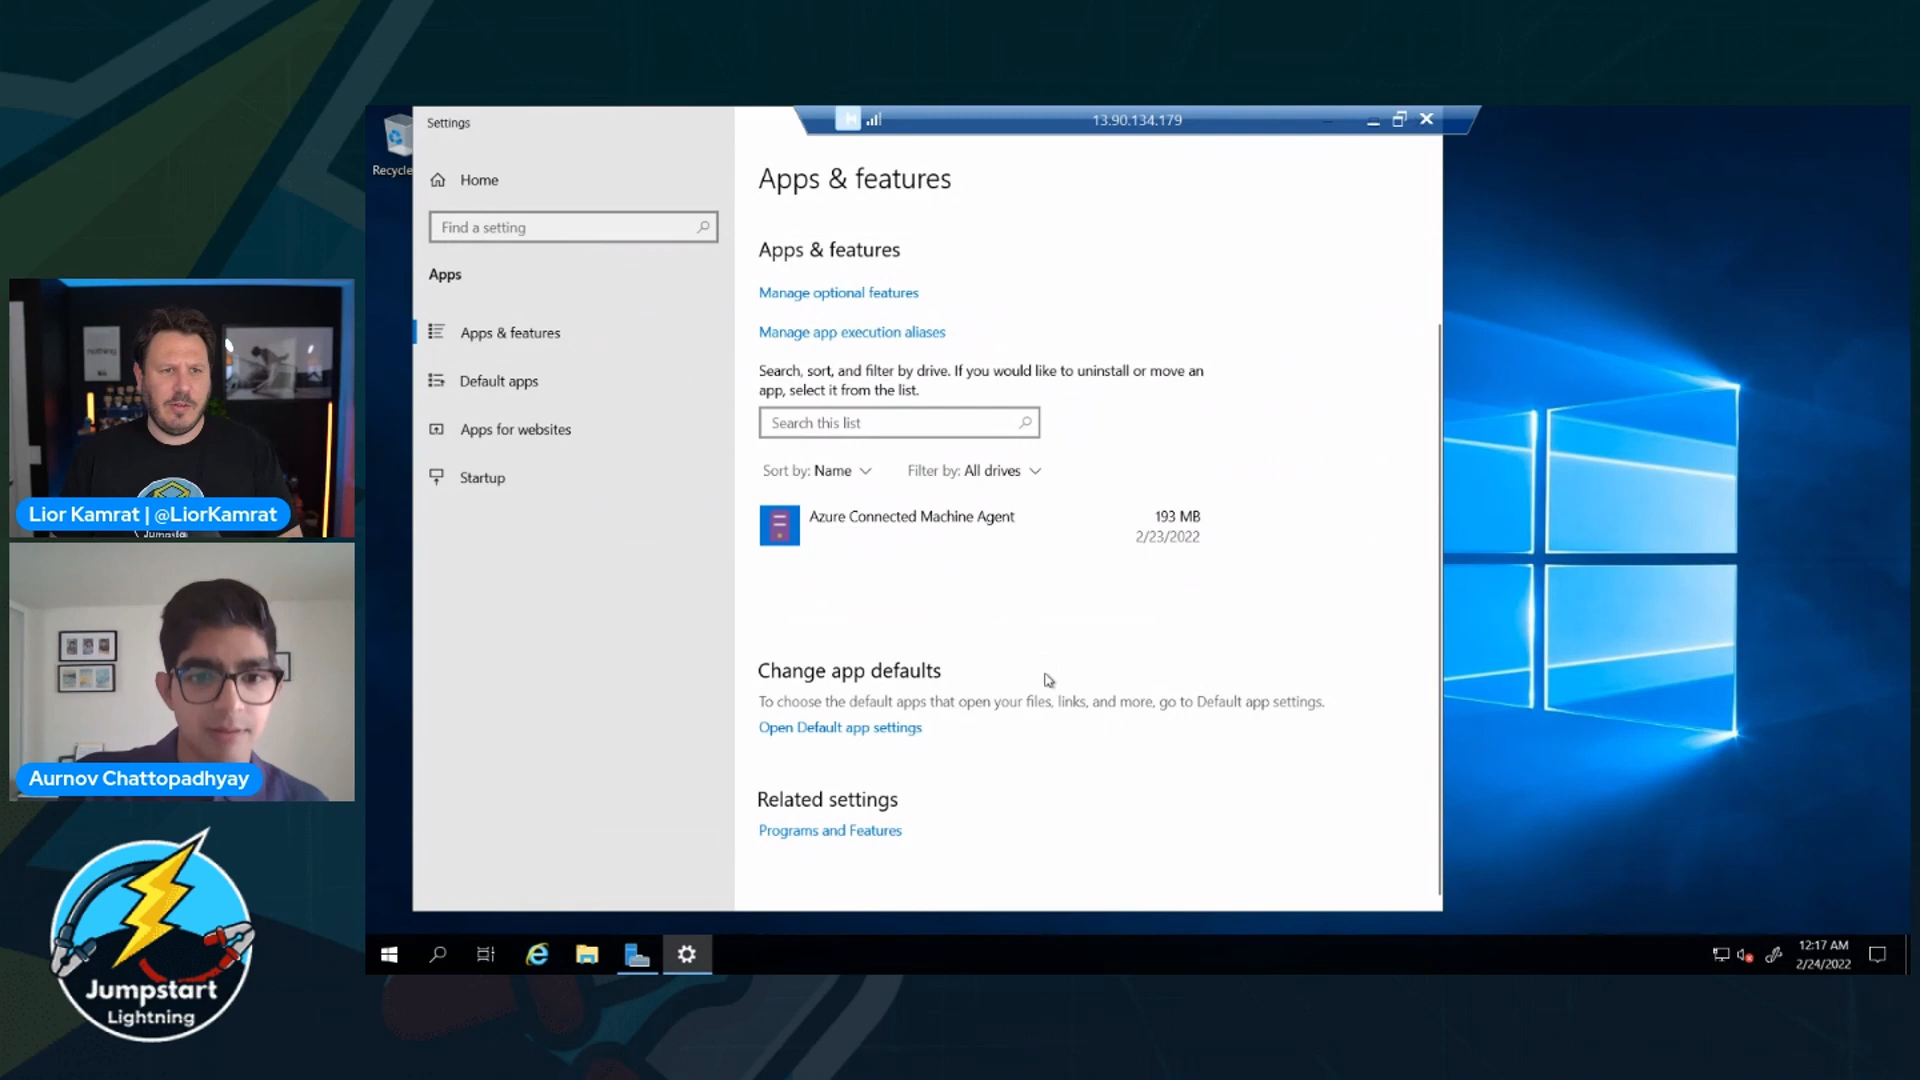 Settings
13.90.134.179
Recycle
Home
Find a setting
Apps
Apps & features
Default apps
Apps for websites
Startup
Apps & features
Apps & features
Manage optional features
Manage app execution aliases
Search, sort, and filter by drive. If you would like to uninstall or move an
app, select it from the list.
Search this list
Sort by: Name
Filter by: All drives
Azure Connected Machine Agent
193 MB
2/23/2022
Change app defaults
To choose the default apps that open your files, links, and more, go to Default app settings.
Open Default app settings
Related settings
Programs and Features
12:17 AM
2/24/2022
nothing
Lior Kamrat | @LiorKamrat
Aurnov Chattopadhyay
Jumpstart
Lightning